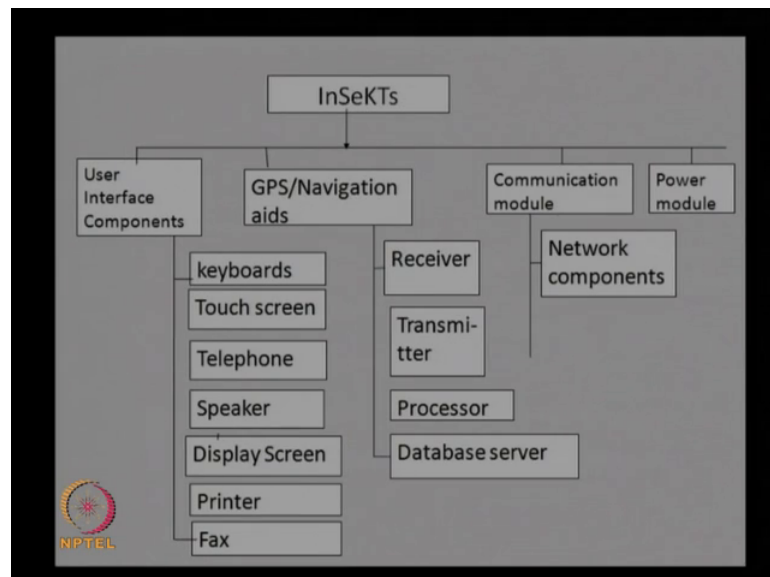 InSeKTs
User
Interface
Components
GPS/Navigation
aids
Communication
module
Power
module
keyboards
Touch screen
Telephone
Speaker
Display Screen
Printer
Fax
Receiver
Transmi-
tter
Processor
Database server
Network
components
NPTEL